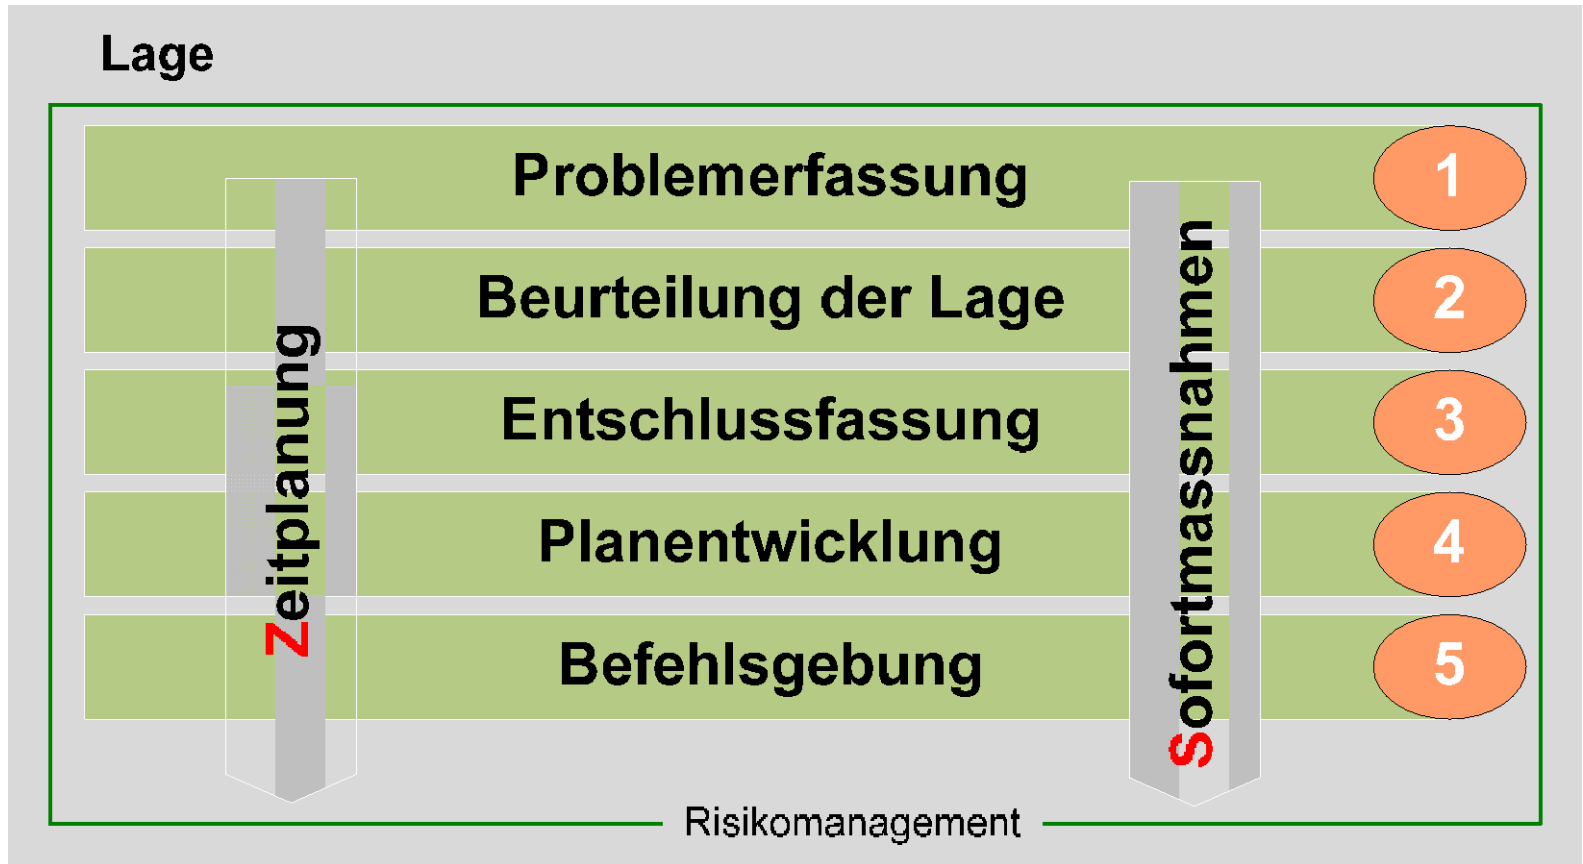 Lage
Problemerfassung
1
Beurteilung der Lage
2
Entschlussfassung
3
Planentwicklung
4
Befehlsgebung
5
Zeitplanung
Sofortmassnahmen
Risikomanagement